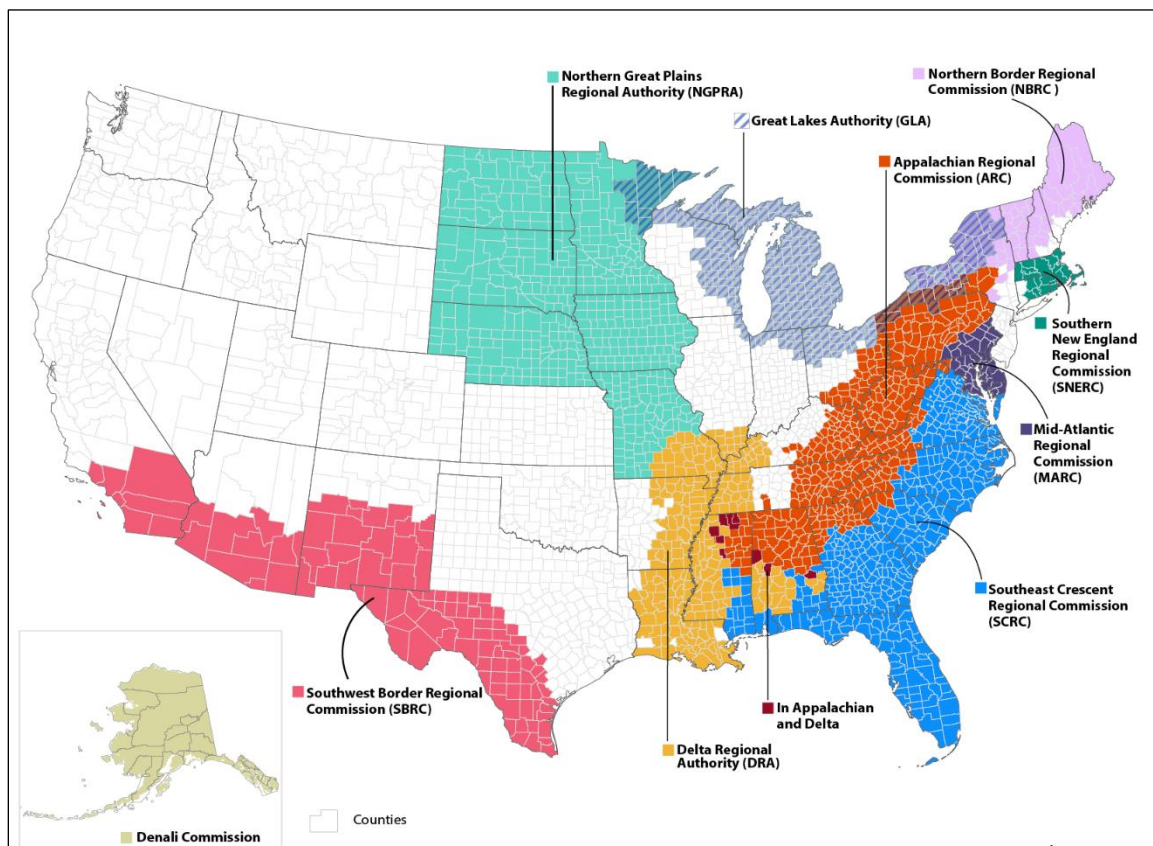 Northern Great Plains
Regional Authority (NGPRA)
Northern Border Regional
Commission (NBRC )
Great Lakes Authority (GLA)
Appalachian Regional
Commission (ARC)
Southern
New England
Regional
Commission
(SNERC)
Mid-Atlantic
Regional
Commission
(MARC)
Southeast Crescent
Regional Commission
(SCRC)
Southwest Border Regional
Commission (SBRC)
In Appalachian
and Delta
Delta Regional
Authority (DRA)
Counties
Denali Commission